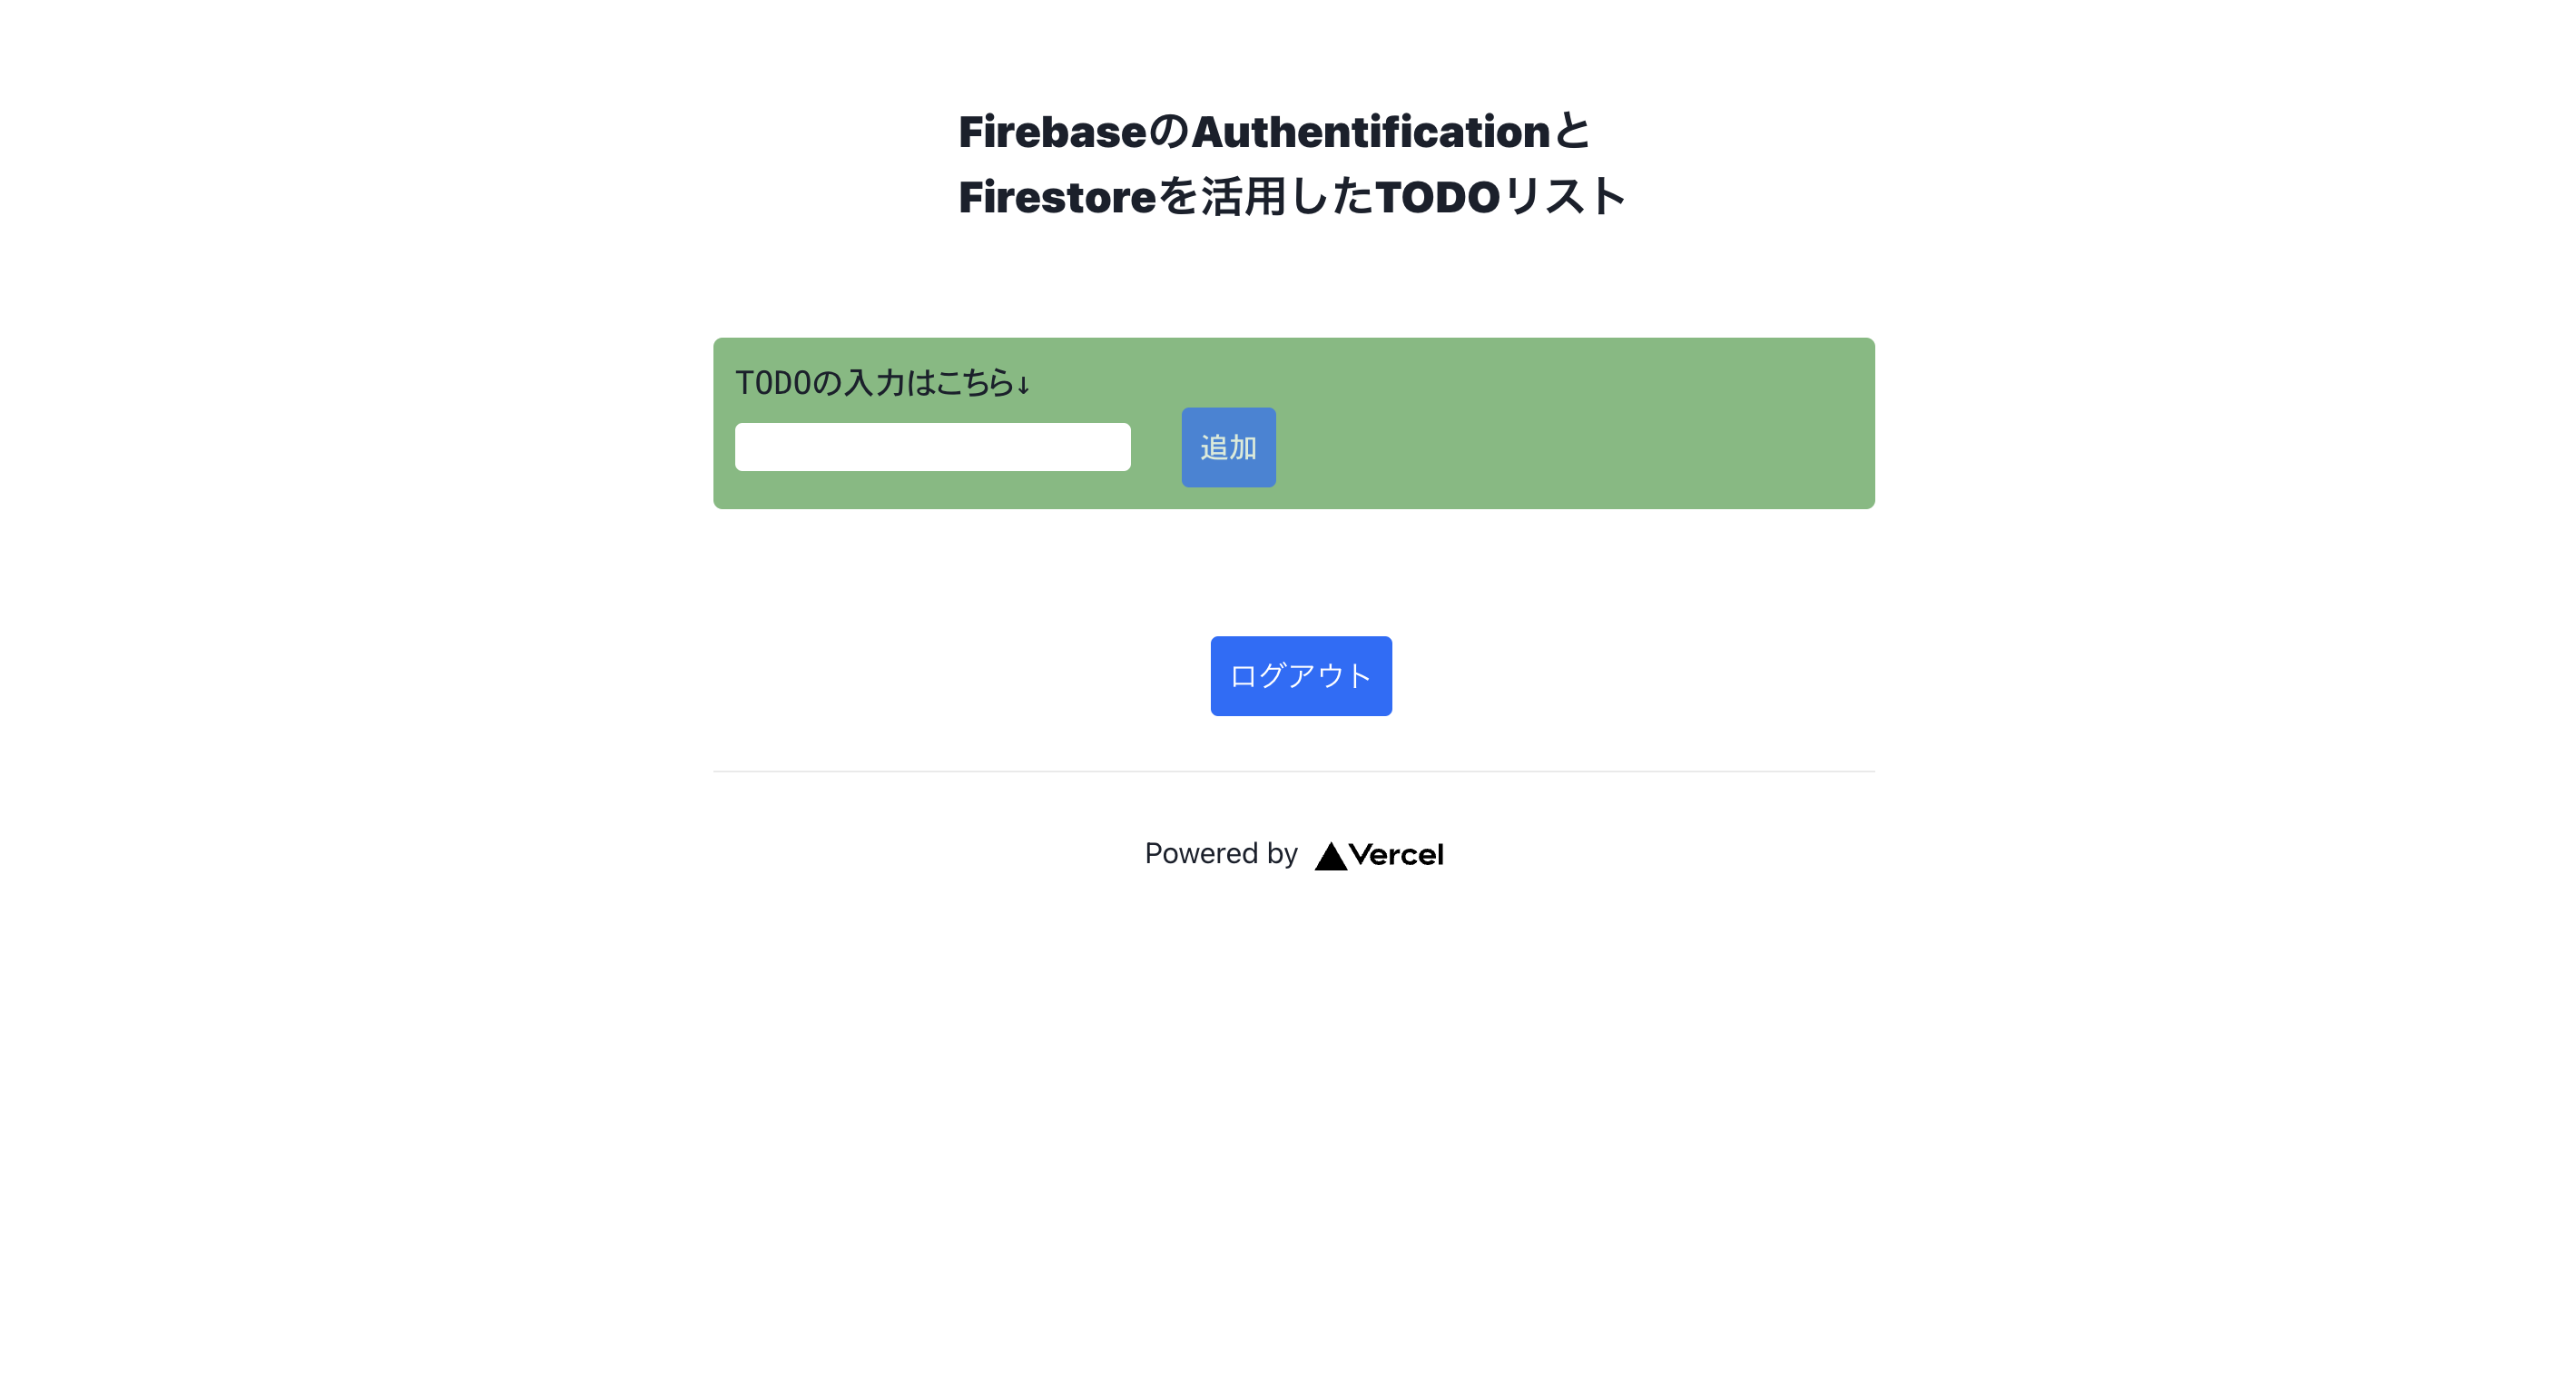 FirebaseのAuthentificationと
Firestoreを活用したTODOリスト
TODOの入力はこちら↓
追加
ログアウト
Powered by Vercel